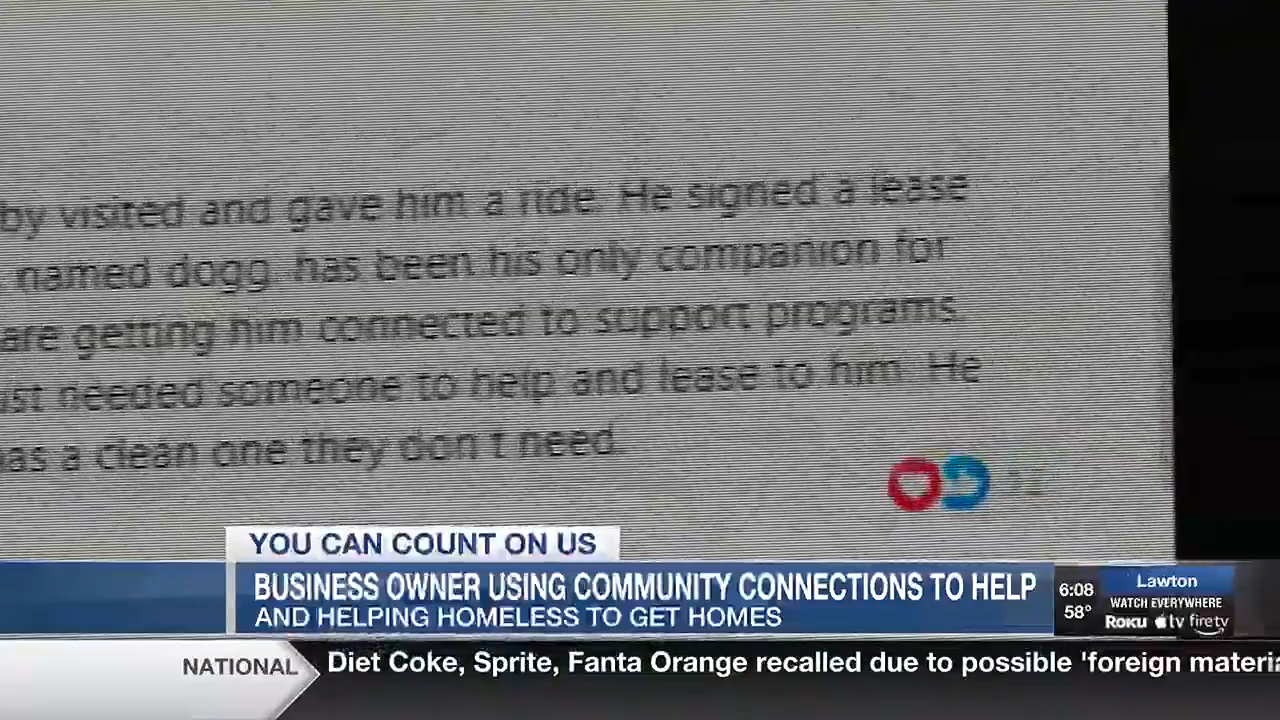 by visited and gave him a ride. He signed a lease
named dogg, has been his only companion for
are getting him connected to support programs.
ust needed someone to help and lease to him. He
as a clean one they don't need.
YOU CAN COUNT ON US
BUSINESS OWNER USING COMMUNITY CONNECTIONS TO HELP
AND HELPING HOMELESS TO GET HOMES
6:08
58°
Lawton
WATCH EVERYWHERE
Roku tv firetv
NATIONAL
Diet Coke, Sprite, Fanta Orange recalled due to possible 'foreign materia